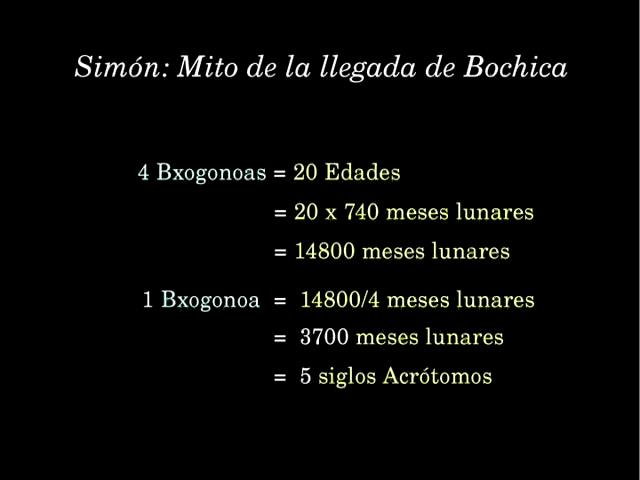 Simón: Mito de la llegada de Bochica
4 Bxogonoas = 20 Edades
= 20 x 740 meses lunares
= 14800 meses lunares
1 Bxogonoa = 14800/4 meses lunares
= 3700 meses lunares
= 5 siglos Acrótomos